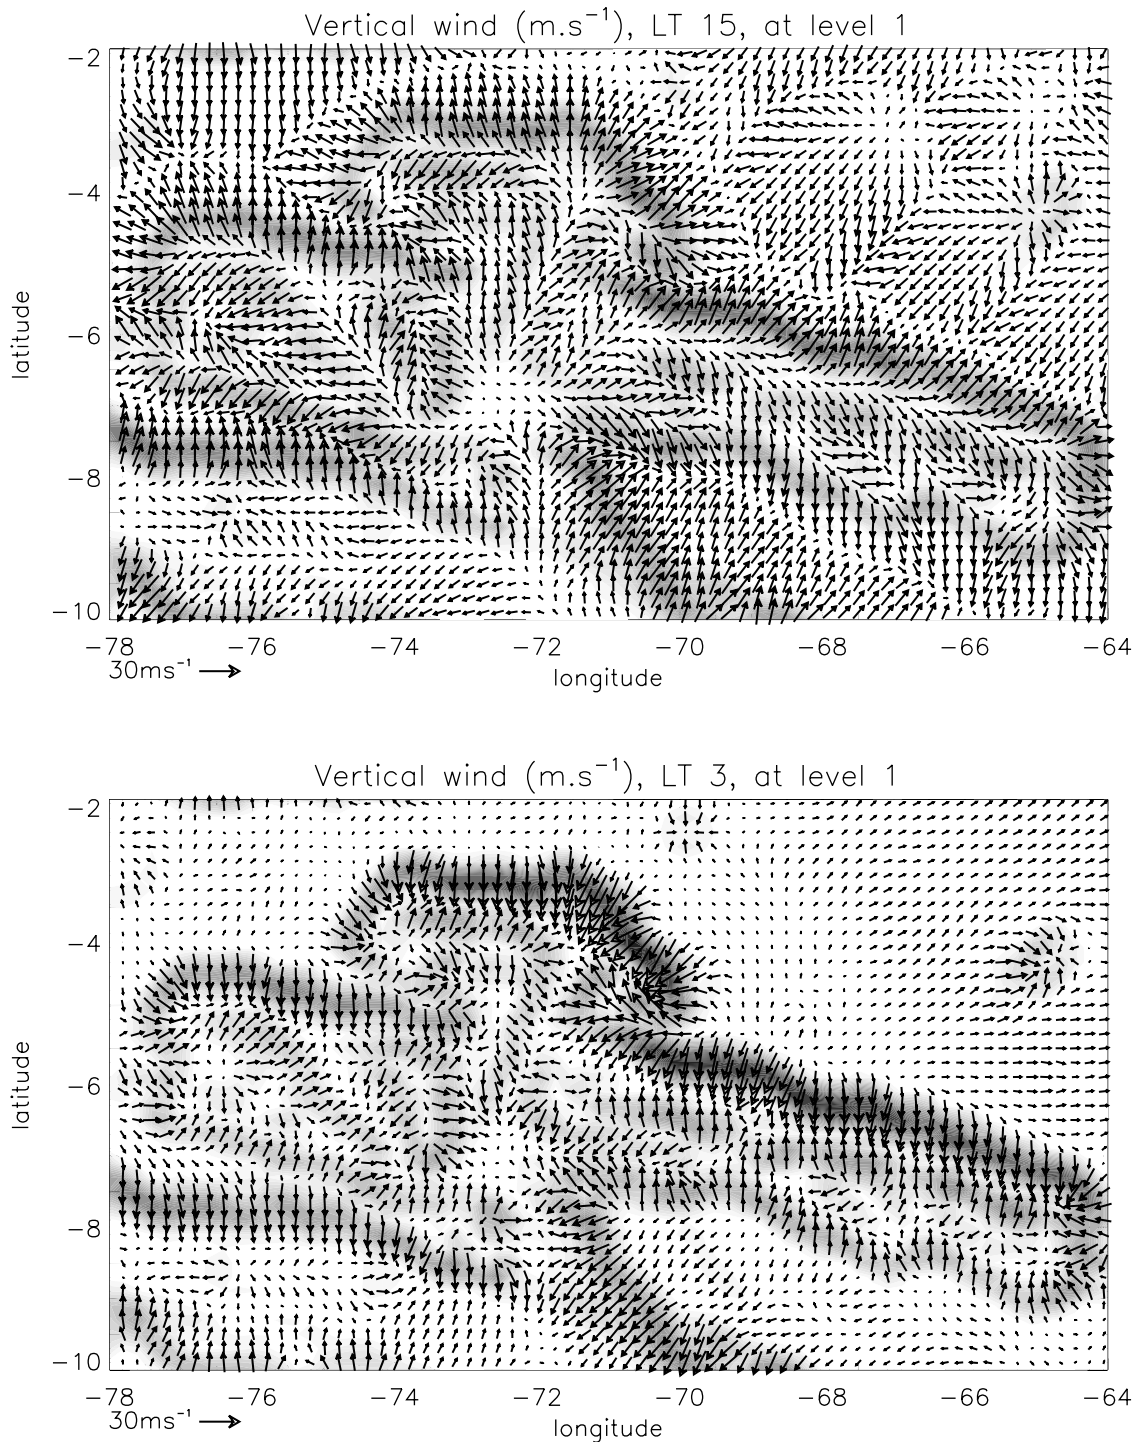 Vertical wind (m.s⁻¹), LT 15, at level 1
−2
−4
−6
−8
−10
latitude
−78 −76 −74 −72 −70 −68 −66 −64
30ms⁻¹
longitude
Vertical wind (m.s⁻¹), LT 3, at level 1
−2
−4
−6
−8
−10
latitude
−78 −76 −74 −72 −70 −68 −66 −64
30ms⁻¹
longitude